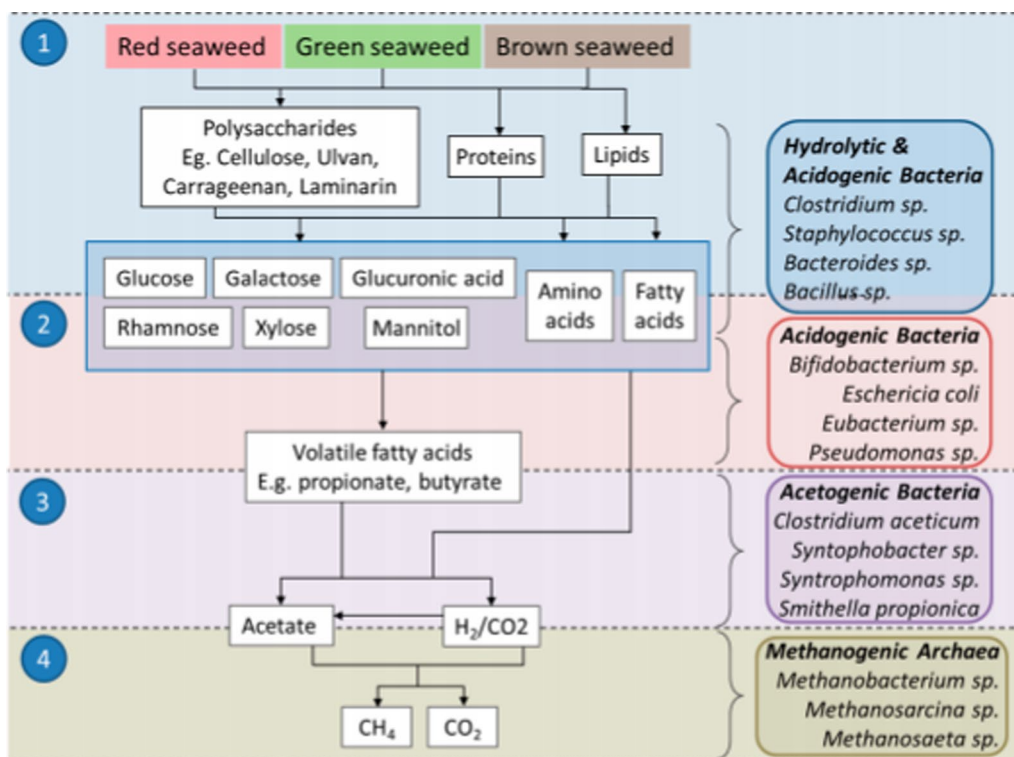 1
Red seaweed
Green seaweed
Brown seaweed
Polysaccharides
Eg. Cellulose, Ulvan,
Carrageenan, Laminarin
Proteins
Lipids
Hydrolytic &
Acidogenic Bacteria
Clostridium sp.
Staphylococcus sp.
Bacteroides sp.
Bacillus sp.
Glucose
Galactose
Glucuronic acid
Amino
acids
Fatty
acids
2
Rhamnose
Xylose
Mannitol
Acidogenic Bacteria
Bifidobacterium sp.
Eschericia coli
Eubacterium sp.
Pseudomonas sp.
Volatile fatty acids
E.g. propionate, butyrate
3
Acetogenic Bacteria
Clostridium aceticum
Syntophobacter sp.
Syntrophomonas sp.
Smithella propionica
Acetate
H₂/CO2
4
Methanogenic Archaea
Methanobacterium sp.
Methanosarcina sp.
Methanosaeta sp.
CH₄
CO₂